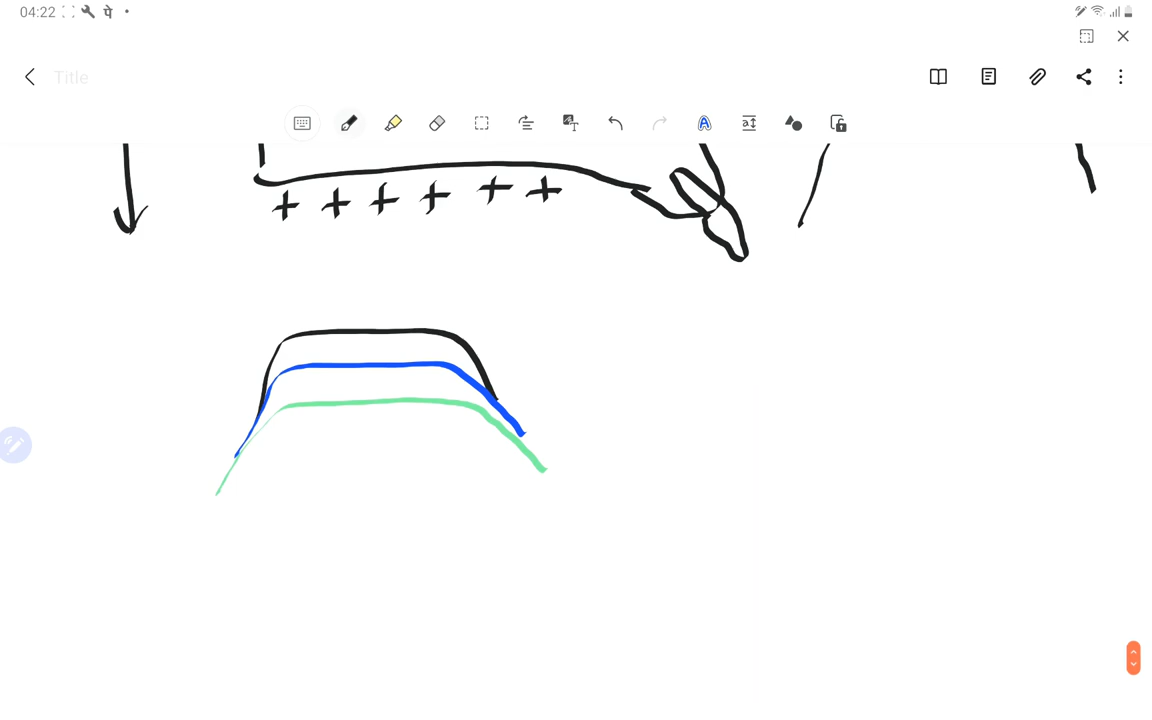 04:22
Title
+ + + + + +